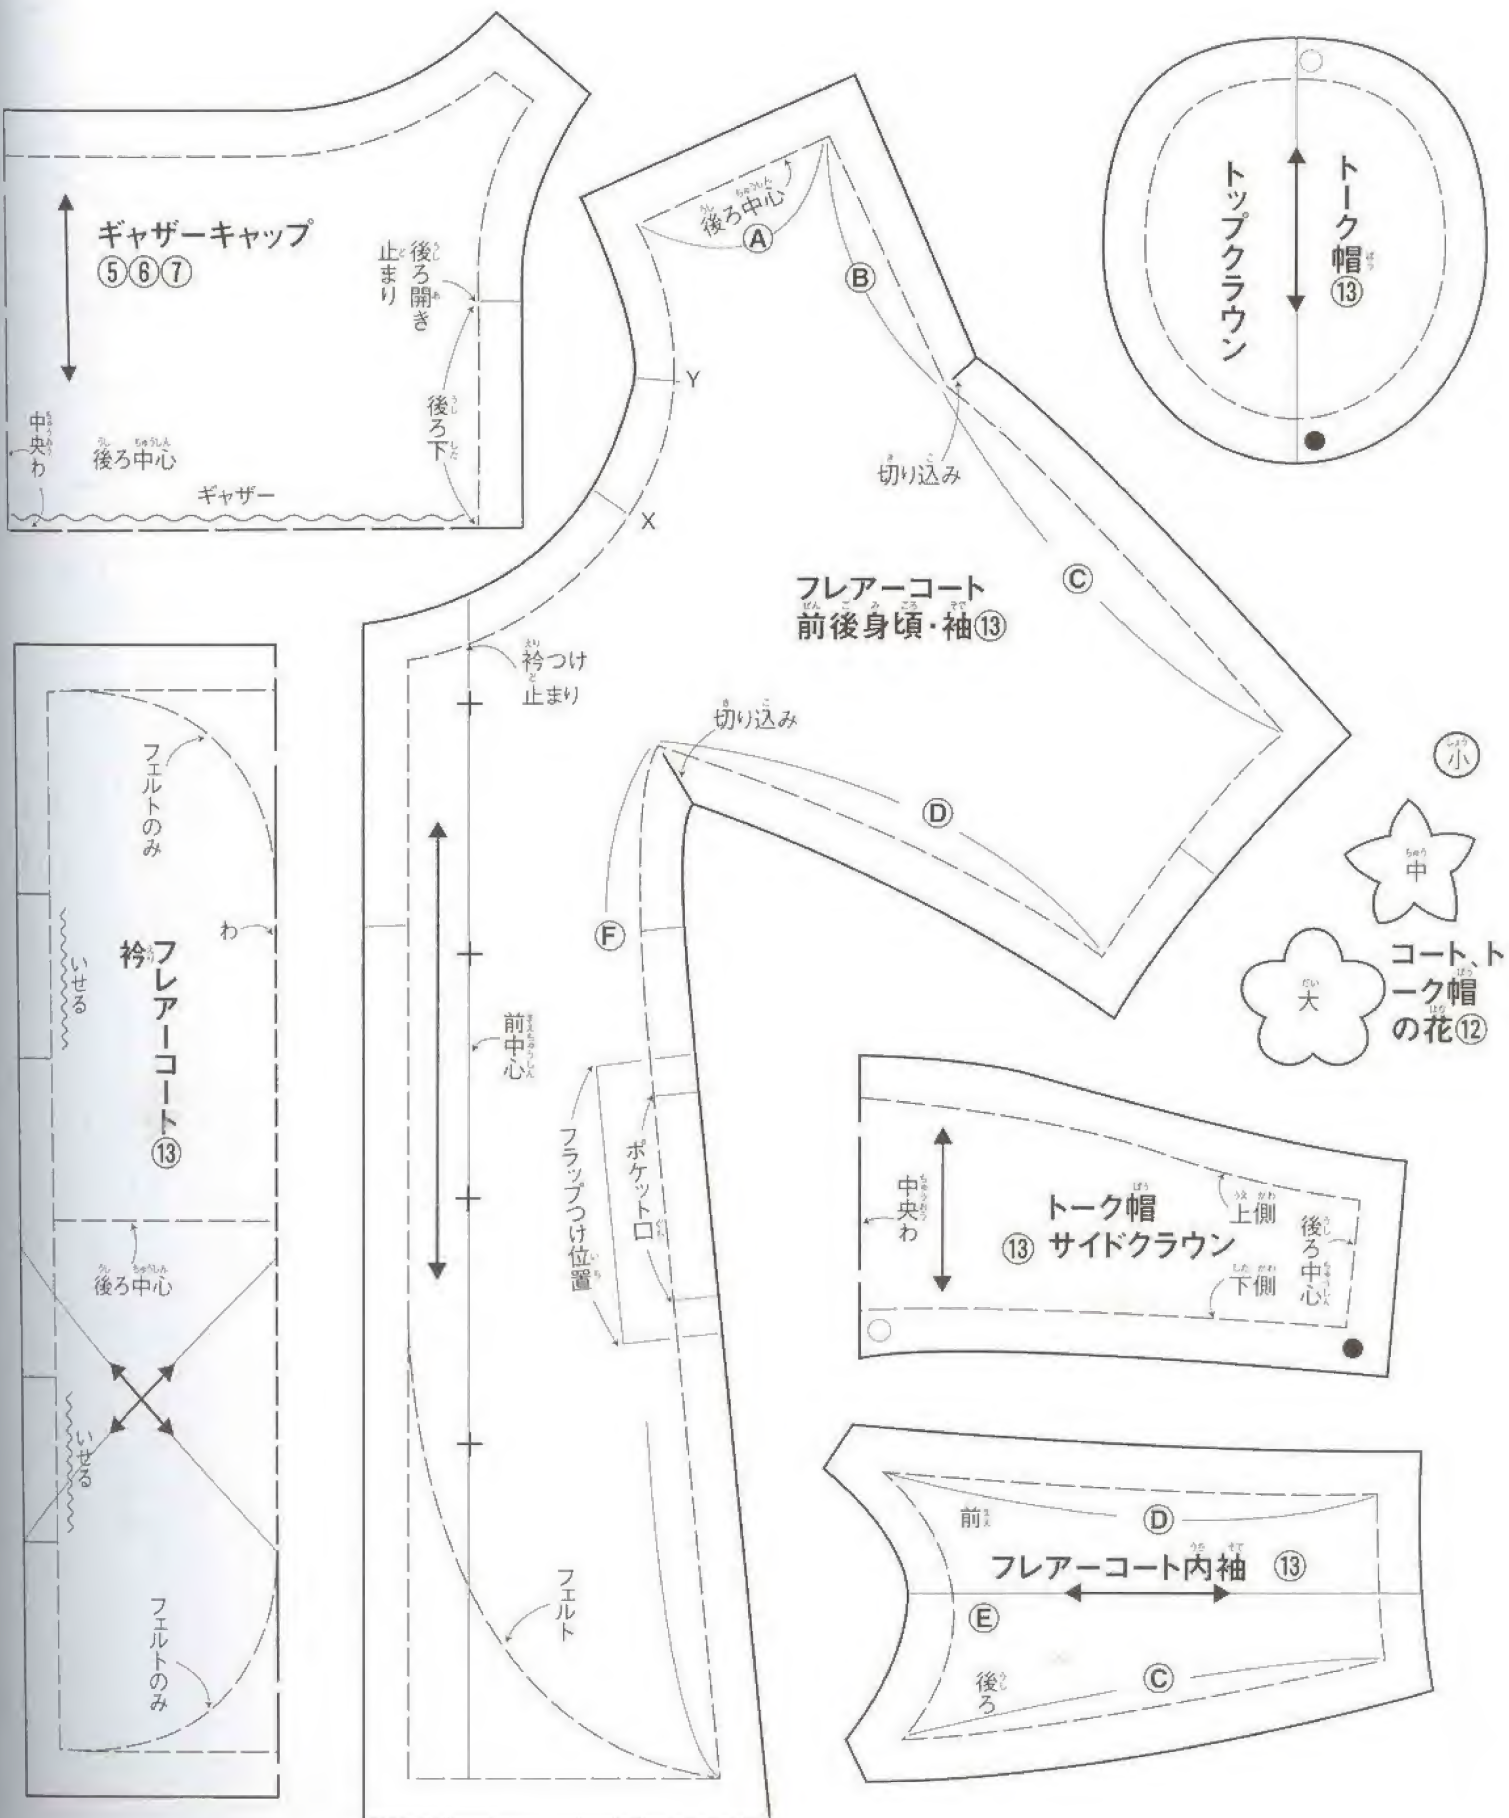 ギャザーキャップ
⑤⑥⑦
後ろ開き
止まり
後ろ下
中央わ
後ろ中心
ギャザー
後ろ中心
Ⓐ
Ⓑ
Y
X
切り込み
Ⓒ
フレアーコート
前後身頃・袖⑬
衿つけ
止まり
切り込み
Ⓓ
Ⓕ
前中心
フラップつけ位置
ポケット口
フェルト
トーク帽⑬
トップクラウン
小
中
大
コート、ト
ーク帽
の花⑫
フェルトのみ
わ
いせる
フレアーコート⑬
衿
後ろ中心
いせる
フェルトのみ
中央わ
トーク帽
⑬サイドクラウン
上側
下側
後ろ中心
前
Ⓓ
フレアーコート内袖 ⑬
Ⓔ
後ろ
Ⓒ